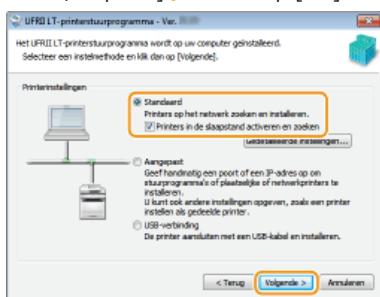 UFRII LT-printerstuurprogramma - Ver.
Het UFRII LT-printerstuurprogramma wordt op uw computer geïnstalleerd.
Selecteer een instelmethode en klik dan op [Volgende].
Printerinstellingen
Standaard
Printers op het netwerk zoeken en installeren.
Printers in de slaapstand activeren en zoeken
Gedetailleerde instellingen...
Aangepast
Geef handmatig een poort of een IP-adres op om
stuurprogramma's of plaatselijke of netwerkprinters te
installeren.
U kunt ook andere instellingen opgeven, zoals een printer
instellen als gedeelde printer.
USB-verbinding
De printer aansluiten met een USB-kabel en installeren.
< Terug Volgende > Annuleren